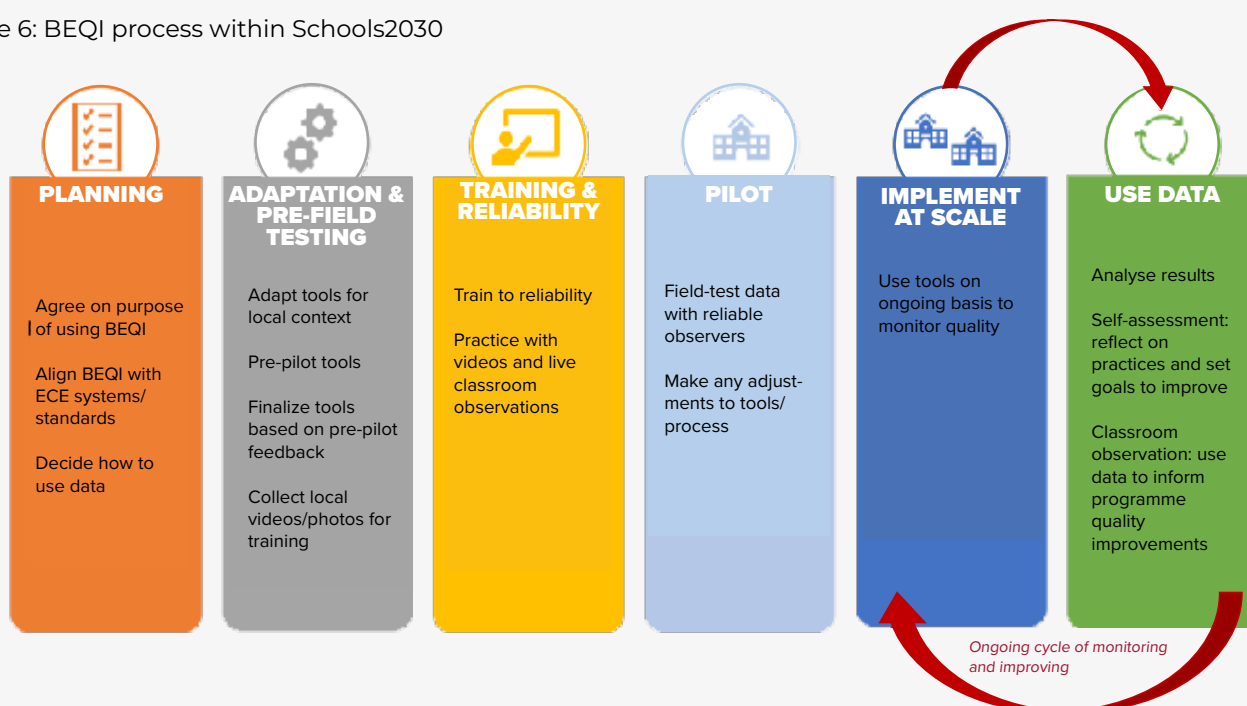 e 6: BEQI process within Schools2030
PLANNING
Agree on purpose
of using BEQI
Align BEQI with
ECE systems/
standards
Decide how to
use data
ADAPTATION &
PRE-FIELD
TESTING
Adapt tools for
local context
Pre-pilot tools
Finalize tools
based on pre-pilot
feedback
Collect local
videos/photos for
training
TRAINING &
RELIABILITY
Train to reliability
Practice with
videos and live
classroom
observations
PILOT
Field-test data
with reliable
observers
Make any adjust-
ments to tools/
process
IMPLEMENT
AT SCALE
Use tools on
ongoing basis to
monitor quality
USE DATA
Analyse results
Self-assessment:
reflect on
practices and set
goals to improve
Classroom
observation: use
data to inform
programme
quality
improvements
Ongoing cycle of monitoring
and improving